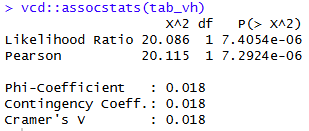 > vcd::assocstats(tab_vh)
X^2 df P(> X^2)
Likelihood Ratio 20.086 1 7.4054e-06
Pearson 20.115 1 7.2924e-06
Phi-Coefficient : 0.018
Contingency Coeff.: 0.018
Cramer's V : 0.018